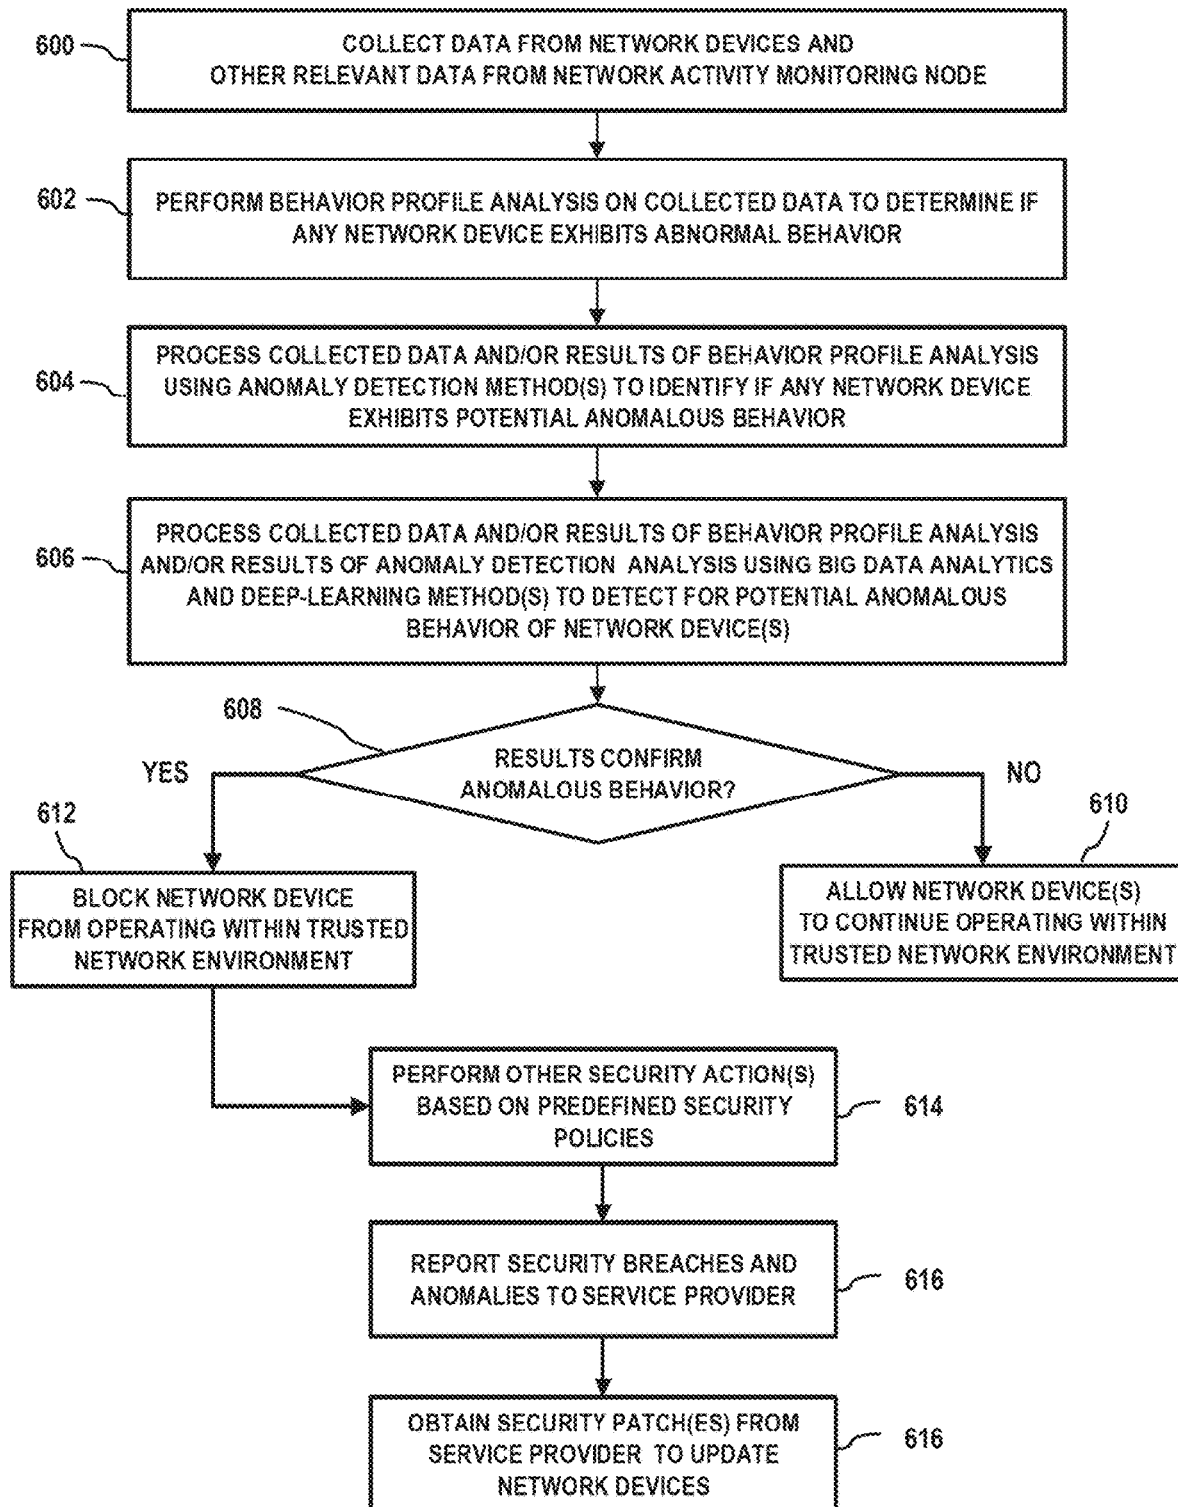 600
COLLECT DATA FROM NETWORK DEVICES AND
OTHER RELEVANT DATA FROM NETWORK ACTIVITY MONITORING NODE
602
PERFORM BEHAVIOR PROFILE ANALYSIS ON COLLECTED DATA TO DETERMINE IF
ANY NETWORK DEVICE EXHIBITS ABNORMAL BEHAVIOR
604
PROCESS COLLECTED DATA AND/OR RESULTS OF BEHAVIOR PROFILE ANALYSIS
USING ANOMALY DETECTION METHOD(S) TO IDENTIFY IF ANY NETWORK DEVICE
EXHIBITS POTENTIAL ANOMALOUS BEHAVIOR
606
PROCESS COLLECTED DATA AND/OR RESULTS OF BEHAVIOR PROFILE ANALYSIS
AND/OR RESULTS OF ANOMALY DETECTION ANALYSIS USING BIG DATA ANALYTICS
AND DEEP-LEARNING METHOD(S) TO DETECT FOR POTENTIAL ANOMALOUS
BEHAVIOR OF NETWORK DEVICE(S)
608
RESULTS CONFIRM
ANOMALOUS BEHAVIOR?
YES
NO
612
BLOCK NETWORK DEVICE
FROM OPERATING WITHIN TRUSTED
NETWORK ENVIRONMENT
610
ALLOW NETWORK DEVICE(S)
TO CONTINUE OPERATING WITHIN
TRUSTED NETWORK ENVIRONMENT
PERFORM OTHER SECURITY ACTION(S)
BASED ON PREDEFINED SECURITY
POLICIES
614
REPORT SECURITY BREACHES AND
ANOMALIES TO SERVICE PROVIDER
616
OBTAIN SECURITY PATCH(ES) FROM
SERVICE PROVIDER TO UPDATE
NETWORK DEVICES
616